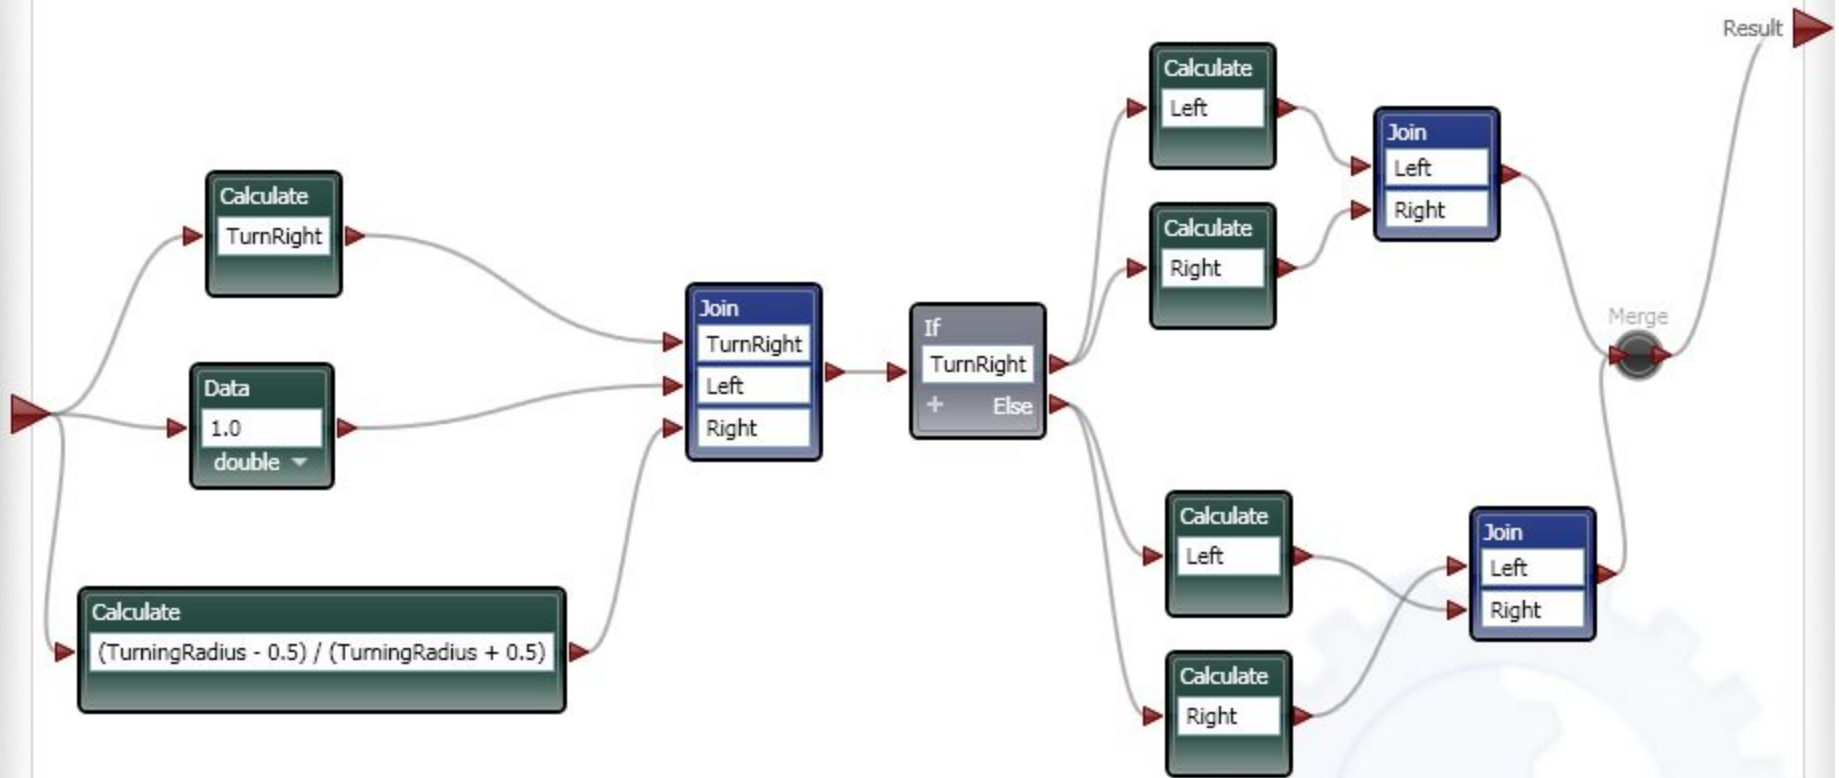 Result
Calculate
TurnRight
Data
1.0
double
Calculate
(TurningRadius - 0.5) / (TurningRadius + 0.5)
Join
TurnRight
Left
Right
If
TurnRight
+ Else
Calculate
Left
Calculate
Right
Join
Left
Right
Calculate
Left
Calculate
Right
Join
Left
Right
Merge